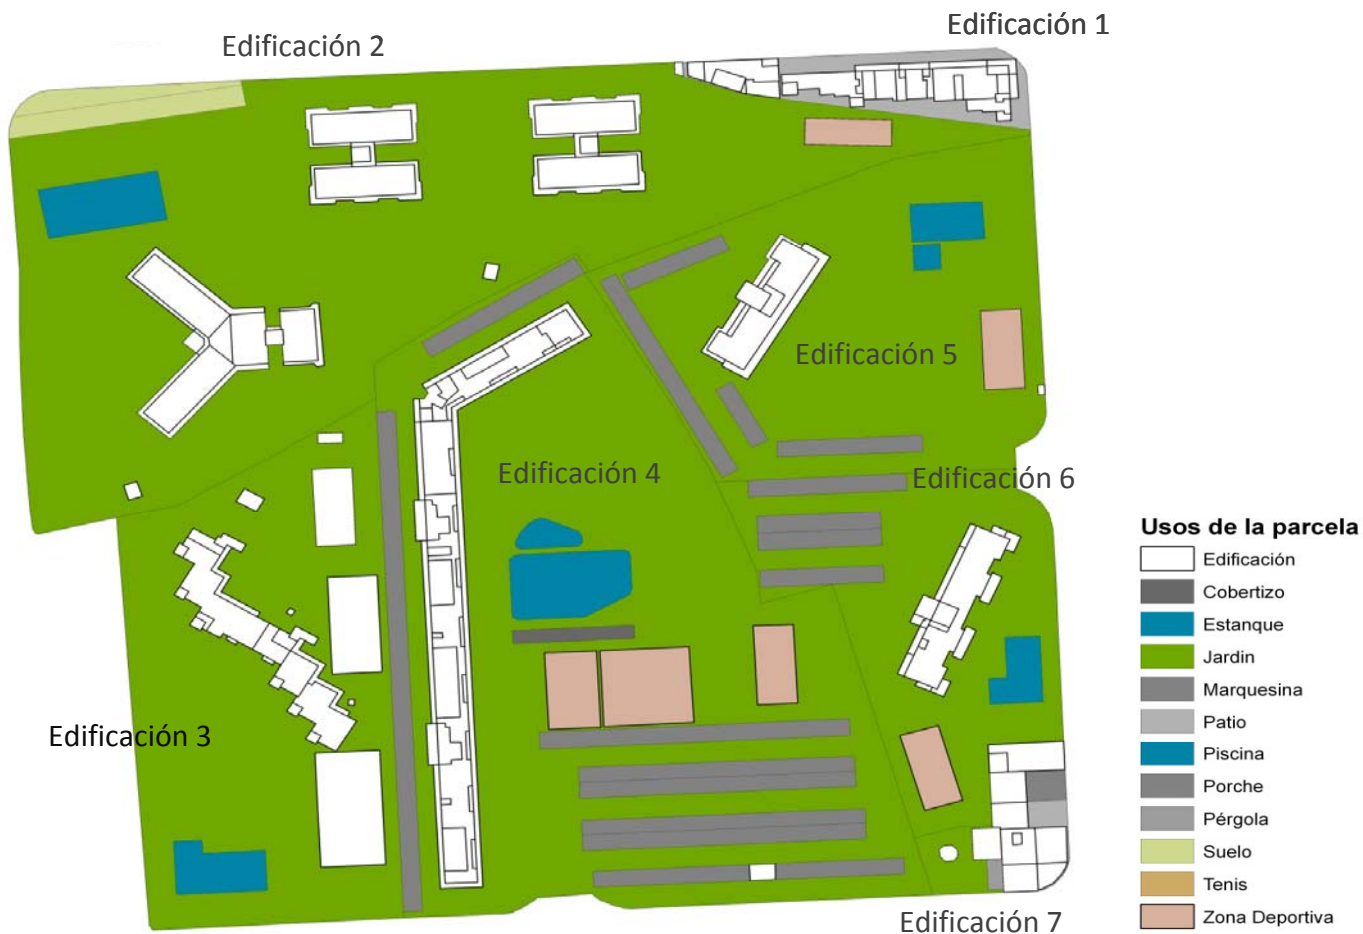 Edificación 1
Edificación 2
Edificación 5
Edificación 4
Edificación 6
Edificación 3
Edificación 7
Usos de la parcela
Edificación
Cobertizo
Estanque
Jardin
Marquesina
Patio
Piscina
Porche
Pérgola
Suelo
Tenis
Zona Deportiva